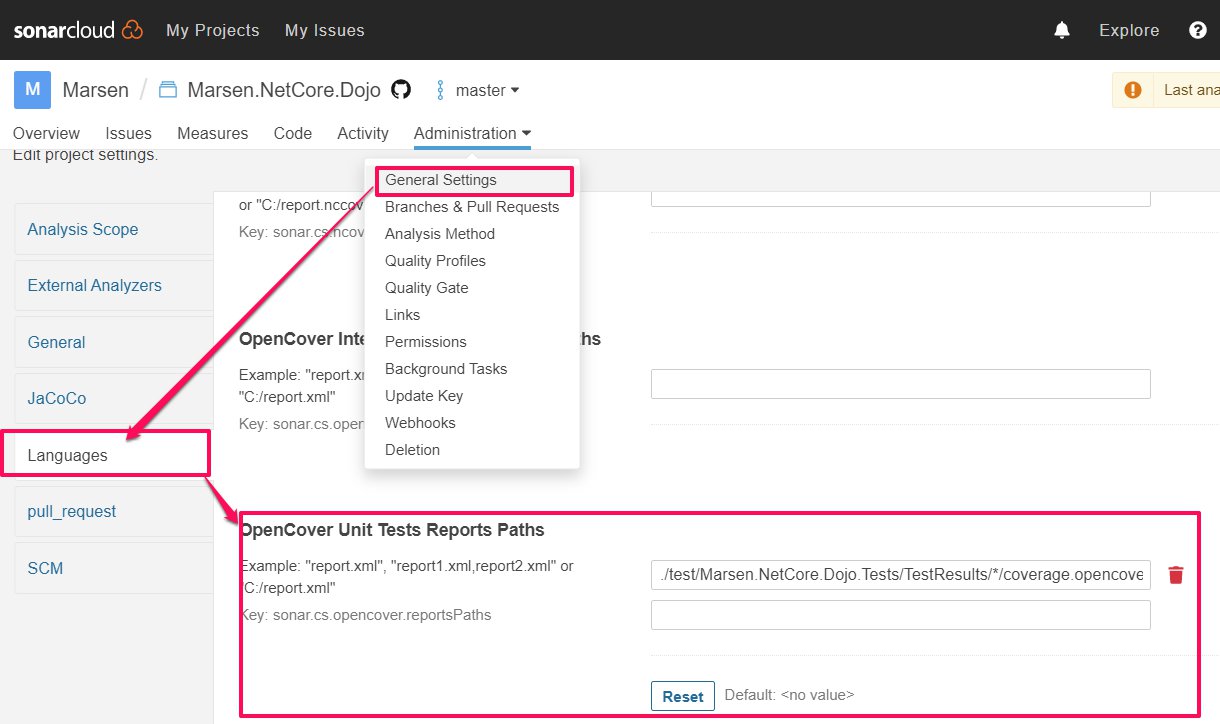 sonarcloud My Projects My Issues Explore ?
M Marsen / Marsen.NetCore.Dojo master Last ana
Overview Issues Measures Code Activity Administration
Edit project settings.
General Settings
Branches & Pull Requests
Analysis Method
Quality Profiles
Quality Gate
Links
Permissions
Background Tasks
Update Key
Webhooks
Deletion
Analysis Scope
External Analyzers
General
JaCoCo
Languages
pull_request
SCM
or "C:/report.nccov
Key: sonar.cs.ncov
OpenCover Inte
hs
Example: "report.x
"C:/report.xml"
Key: sonar.cs.open
OpenCover Unit Tests Reports Paths
Example: "report.xml", "report1.xml,report2.xml" or
"C:/report.xml"
Key: sonar.cs.opencover.reportsPaths
./test/Marsen.NetCore.Dojo.Tests/TestResults/*/coverage.opencove
Reset Default: <no value>